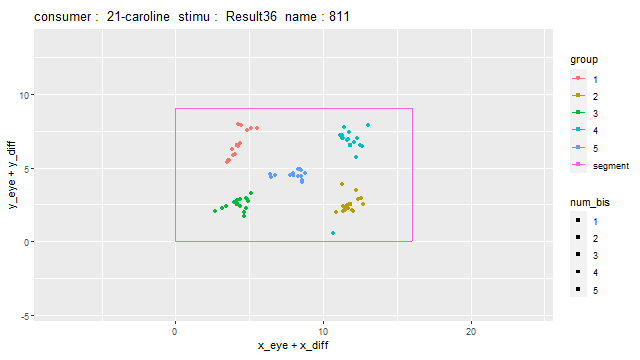 consumer : 21-caroline stimu : Result36 name : 811
y_eye + y_diff
10
5
0
-5
0
10
20
x_eye + x_diff
group
1
2
3
4
5
segment
num_bis
1
2
3
4
5